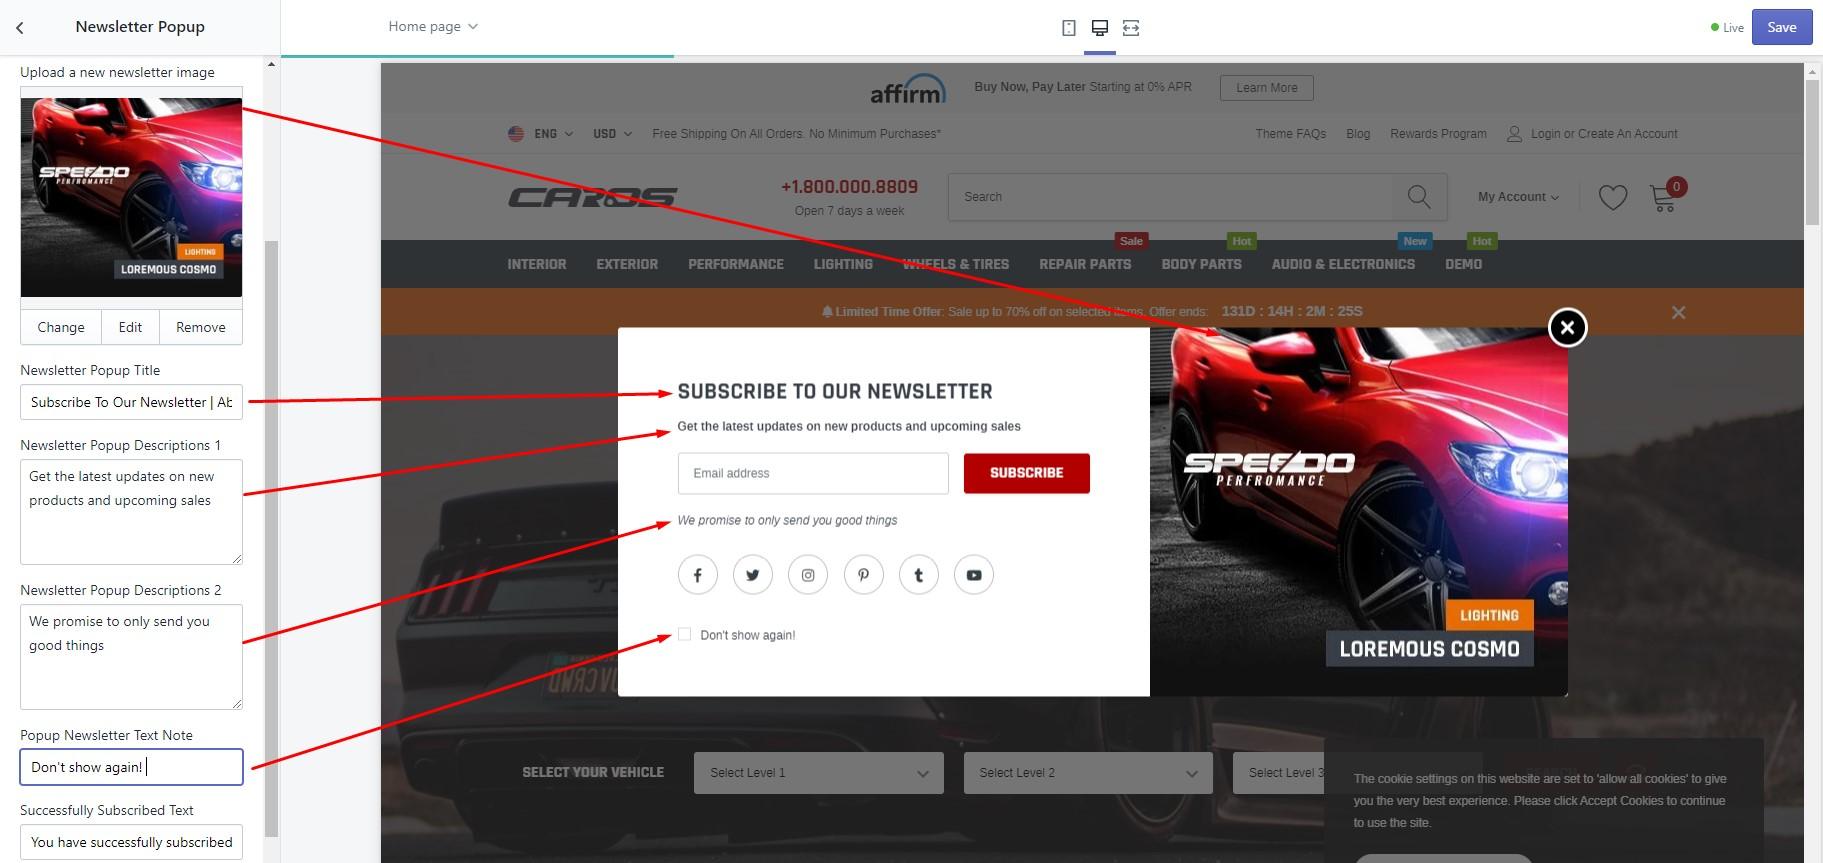 Newsletter Popup
Home page
Live
Save
Upload a new newsletter image
SPEEDO
PERFROMANCE
LIGHTING
LOREMOUS COSMO
Change Edit Remove
Newsletter Popup Title
Subscribe To Our Newsletter | Ab
Newsletter Popup Descriptions 1
Get the latest updates on new
products and upcoming sales
Newsletter Popup Descriptions 2
We promise to only send you
good things
Popup Newsletter Text Note
Don't show again!
Successfully Subscribed Text
You have successfully subscribed
affirm Buy Now, Pay Later Starting at 0% APR Learn More
ENG USD Free Shipping On All Orders. No Minimum Purchases* Theme FAQs Blog Rewards Program Login or Create An Account
CAROS
+1.800.000.8809
Open 7 days a week
Search
My Account
0
Sale Hot New Hot
INTERIOR EXTERIOR PERFORMANCE LIGHTING WHEELS & TIRES REPAIR PARTS BODY PARTS AUDIO & ELECTRONICS DEMO
Limited Time Offer: Sale up to 70% off on selected items. Offer ends: 131D : 14H : 2M : 25S
SUBSCRIBE TO OUR NEWSLETTER
Get the latest updates on new products and upcoming sales
Email address SUBSCRIBE
We promise to only send you good things
Don't show again!
SPEEDO
PERFROMANCE
LIGHTING
LOREMOUS COSMO
SELECT YOUR VEHICLE Select Level 1 Select Level 2 Select Level 3 SEARCH
The cookie settings on this website are set to 'allow all cookies' to give
you the very best experience. Please click Accept Cookies to continue
to use the site.